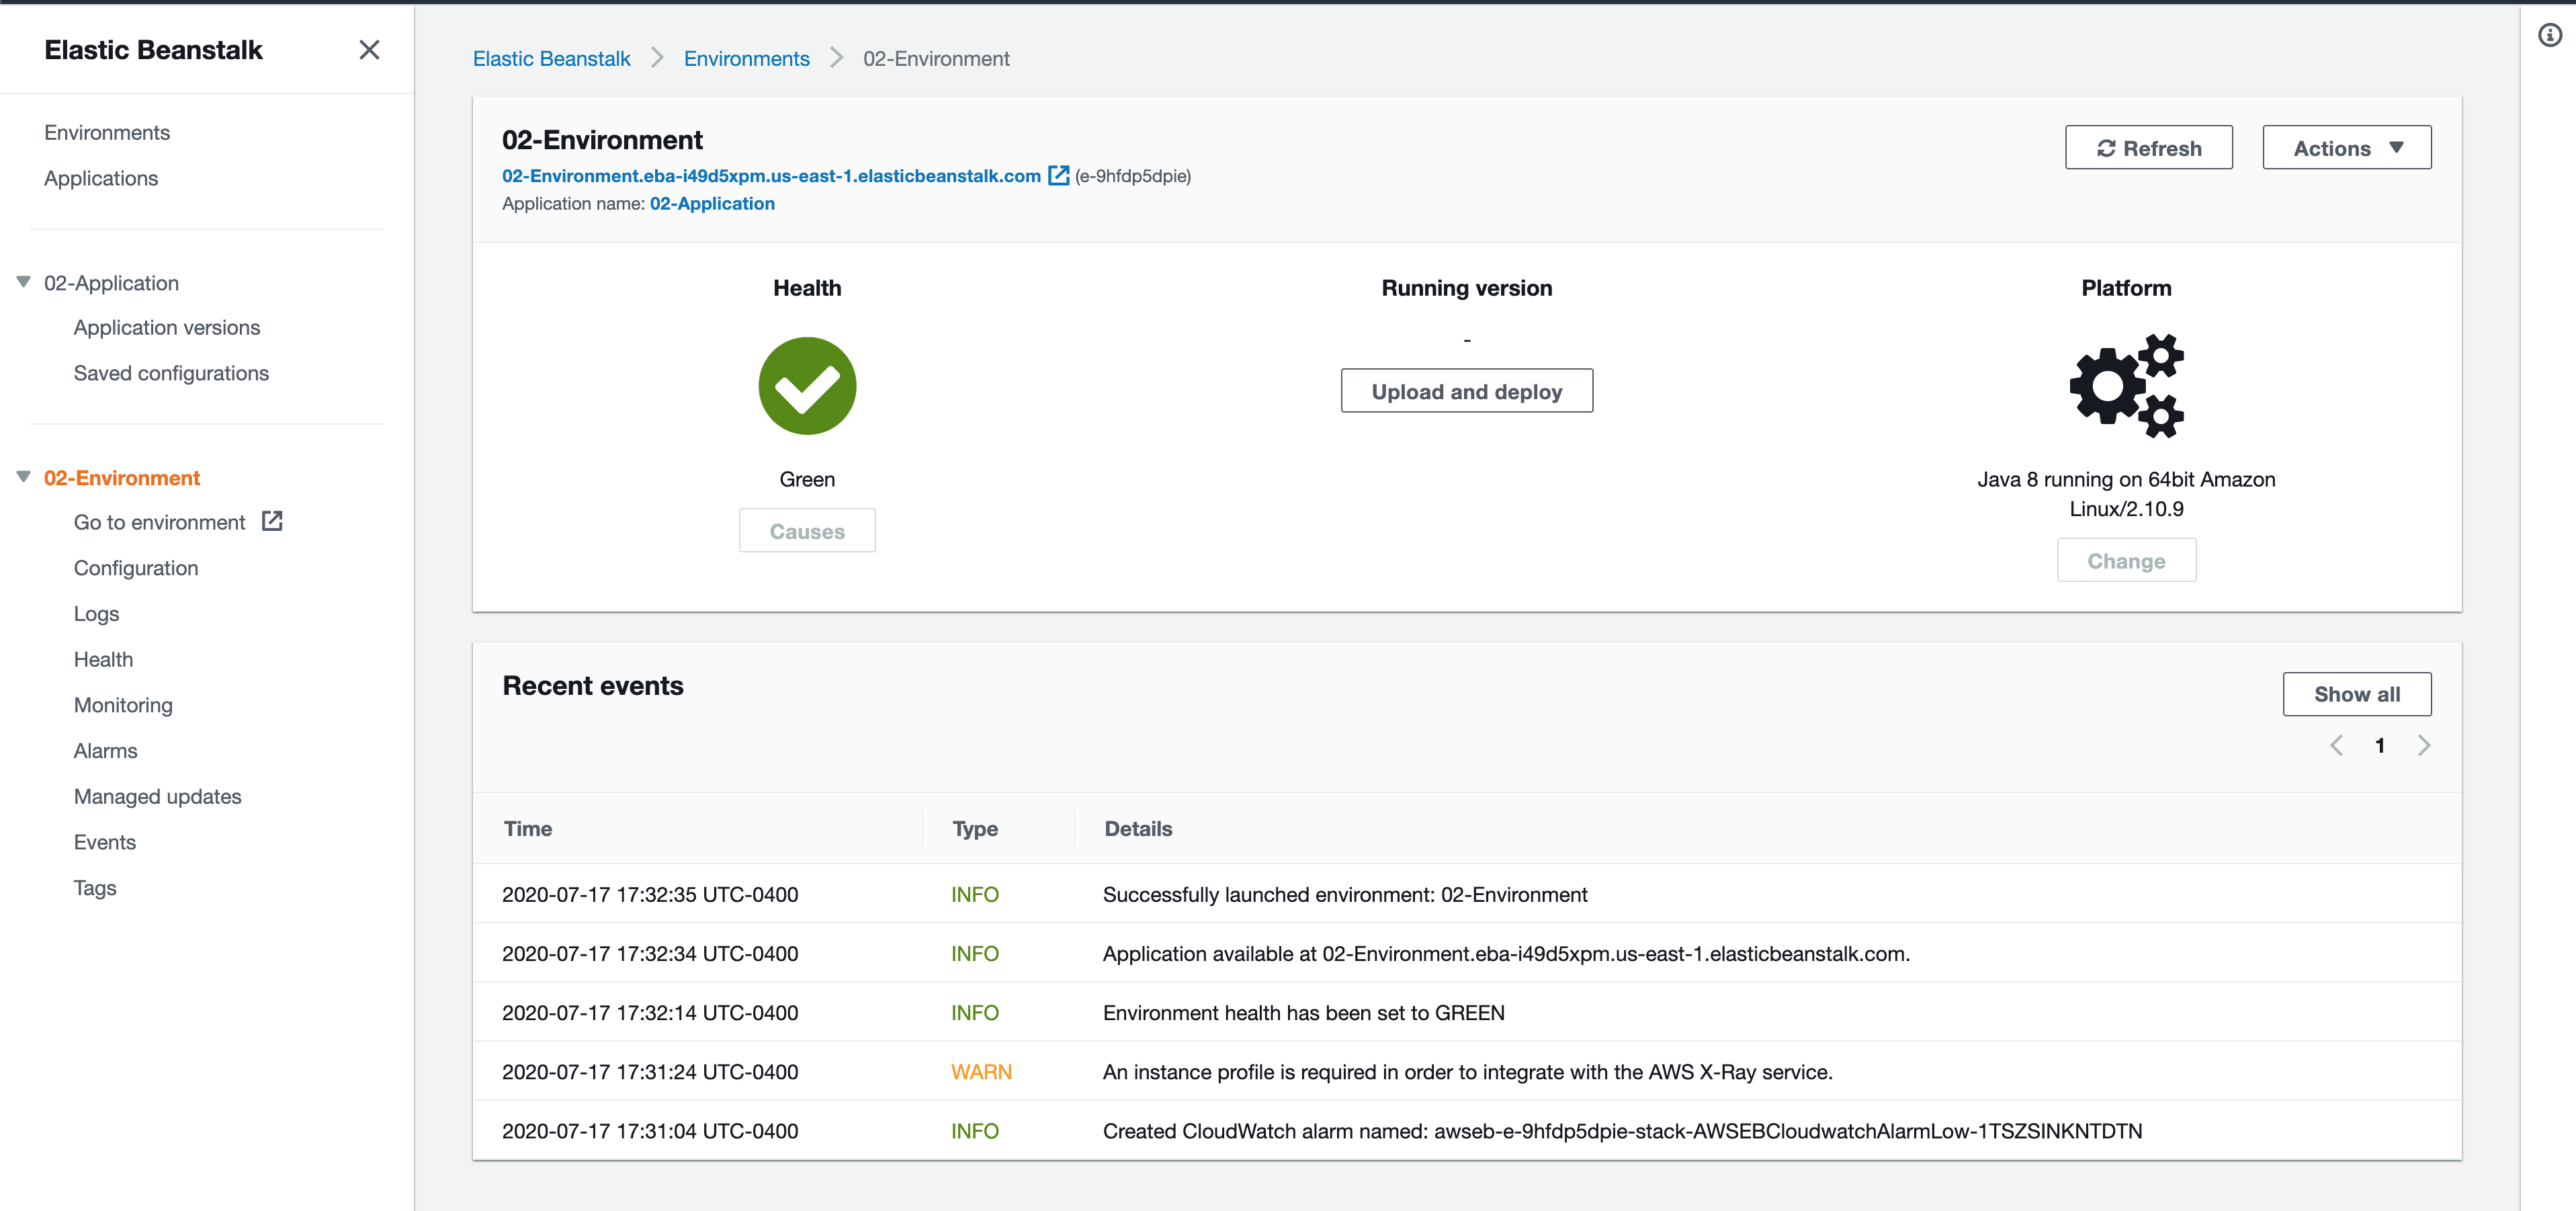 Elastic Beanstalk
Environments
Applications
02-Application
Application versions
Saved configurations
02-Environment
Go to environment
Configuration
Logs
Health
Monitoring
Alarms
Managed updates
Events
Tags
Elastic Beanstalk > Environments > 02-Environment
02-Environment
02-Environment.eba-i49d5xpm.us-east-1.elasticbeanstalk.com (e-9hfdp5dpie)
Application name: 02-Application
Refresh
Actions
Health
Green
Causes
Running version
-
Upload and deploy
Platform
Java 8 running on 64bit Amazon
Linux/2.10.9
Change
Recent events
Show all
1
Time Type Details
2020-07-17 17:32:35 UTC-0400 INFO Successfully launched environment: 02-Environment
2020-07-17 17:32:34 UTC-0400 INFO Application available at 02-Environment.eba-i49d5xpm.us-east-1.elasticbeanstalk.com.
2020-07-17 17:32:14 UTC-0400 INFO Environment health has been set to GREEN
2020-07-17 17:31:24 UTC-0400 WARN An instance profile is required in order to integrate with the AWS X-Ray service.
2020-07-17 17:31:04 UTC-0400 INFO Created CloudWatch alarm named: awseb-e-9hfdp5dpie-stack-AWSEBCloudwatchAlarmLow-1TSZSINKNTDTN